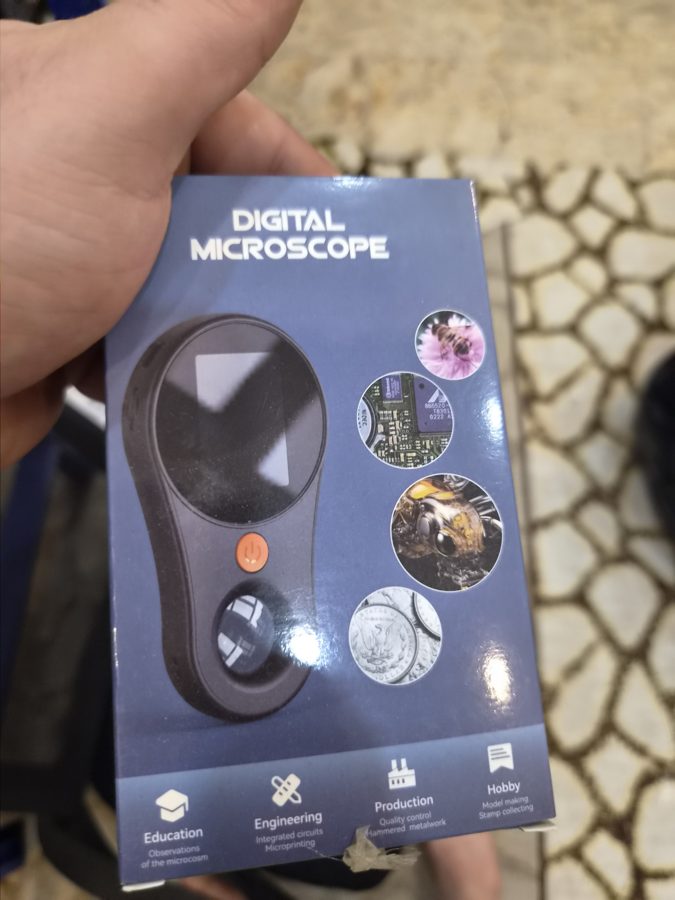 DIGITAL
MICROSCOPE
Education
Observations
of the microcosm
Engineering
Integrated circuits
Microprinting
Production
Quality control
Hammered metalwork
Hobby
Model making
Stamp collecting